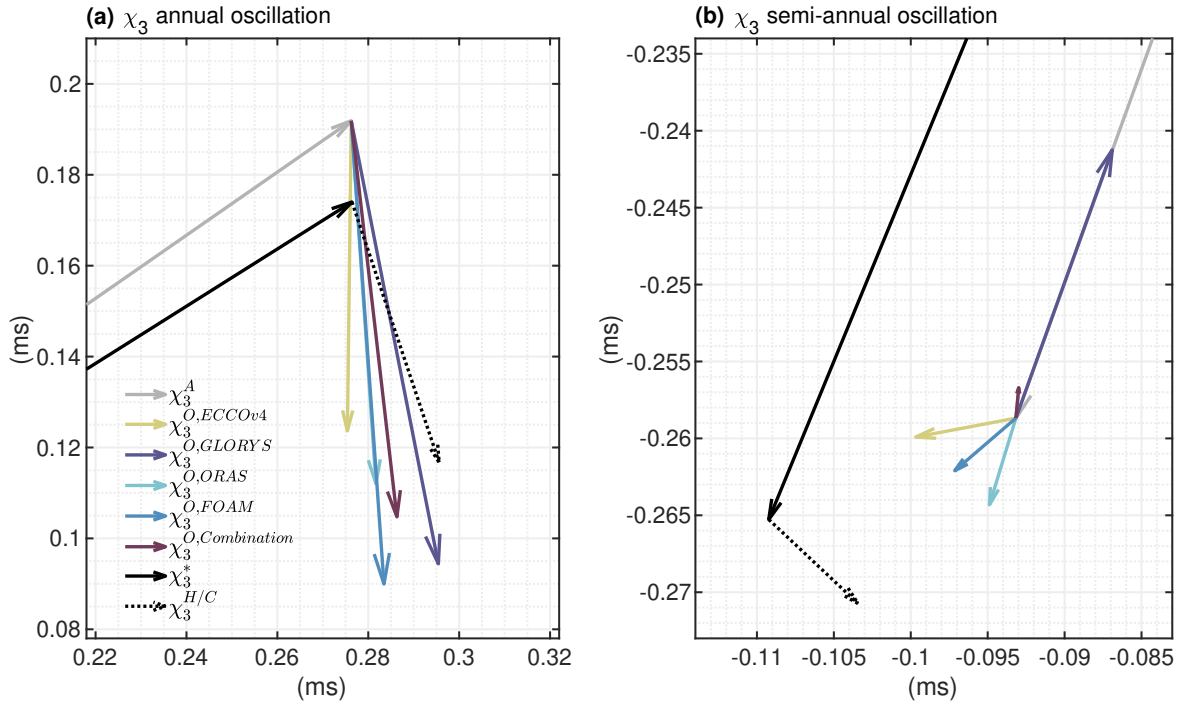 (a) χ₃ annual oscillation
0.2
0.18
0.16
0.14
0.12
0.1
0.08
(ms)
χ₃^A
χ₃^{O,ECCOv4}
χ₃^{O,GLORYS}
χ₃^{O,ORAS}
χ₃^{O,FOAM}
χ₃^{O,Combination}
χ₃^*
χ₃^{H/C}
0.22 0.24 0.26 0.28 0.3 0.32
(ms)
(b) χ₃ semi-annual oscillation
-0.235
-0.24
-0.245
-0.25
-0.255
-0.26
-0.265
-0.27
(ms)
-0.11 -0.105 -0.1 -0.095 -0.09 -0.085
(ms)